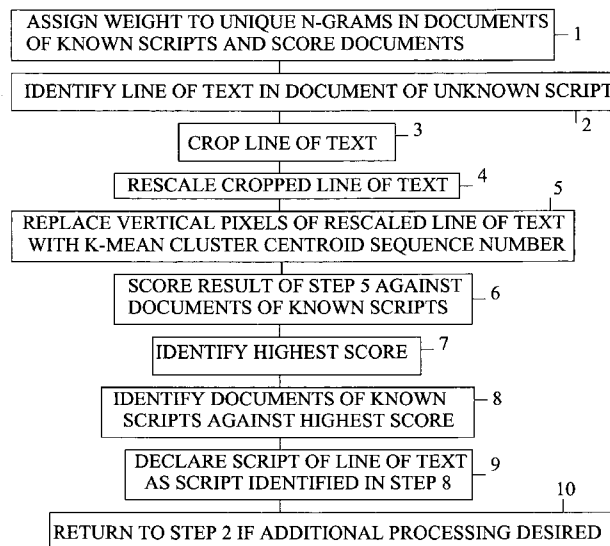 ASSIGN WEIGHT TO UNIQUE N-GRAMS IN DOCUMENTS
OF KNOWN SCRIPTS AND SCORE DOCUMENTS
1
IDENTIFY LINE OF TEXT IN DOCUMENT OF UNKNOWN SCRIPT
2
3
CROP LINE OF TEXT
4
RESCALE CROPPED LINE OF TEXT
5
REPLACE VERTICAL PIXELS OF RESCALED LINE OF TEXT
WITH K-MEAN CLUSTER CENTROID SEQUENCE NUMBER
SCORE RESULT OF STEP 5 AGAINST
DOCUMENTS OF KNOWN SCRIPTS
6
IDENTIFY HIGHEST SCORE
7
IDENTIFY DOCUMENTS OF KNOWN
SCRIPTS AGAINST HIGHEST SCORE
8
DECLARE SCRIPT OF LINE OF TEXT
AS SCRIPT IDENTIFIED IN STEP 8
9
10
RETURN TO STEP 2 IF ADDITIONAL PROCESSING DESIRED